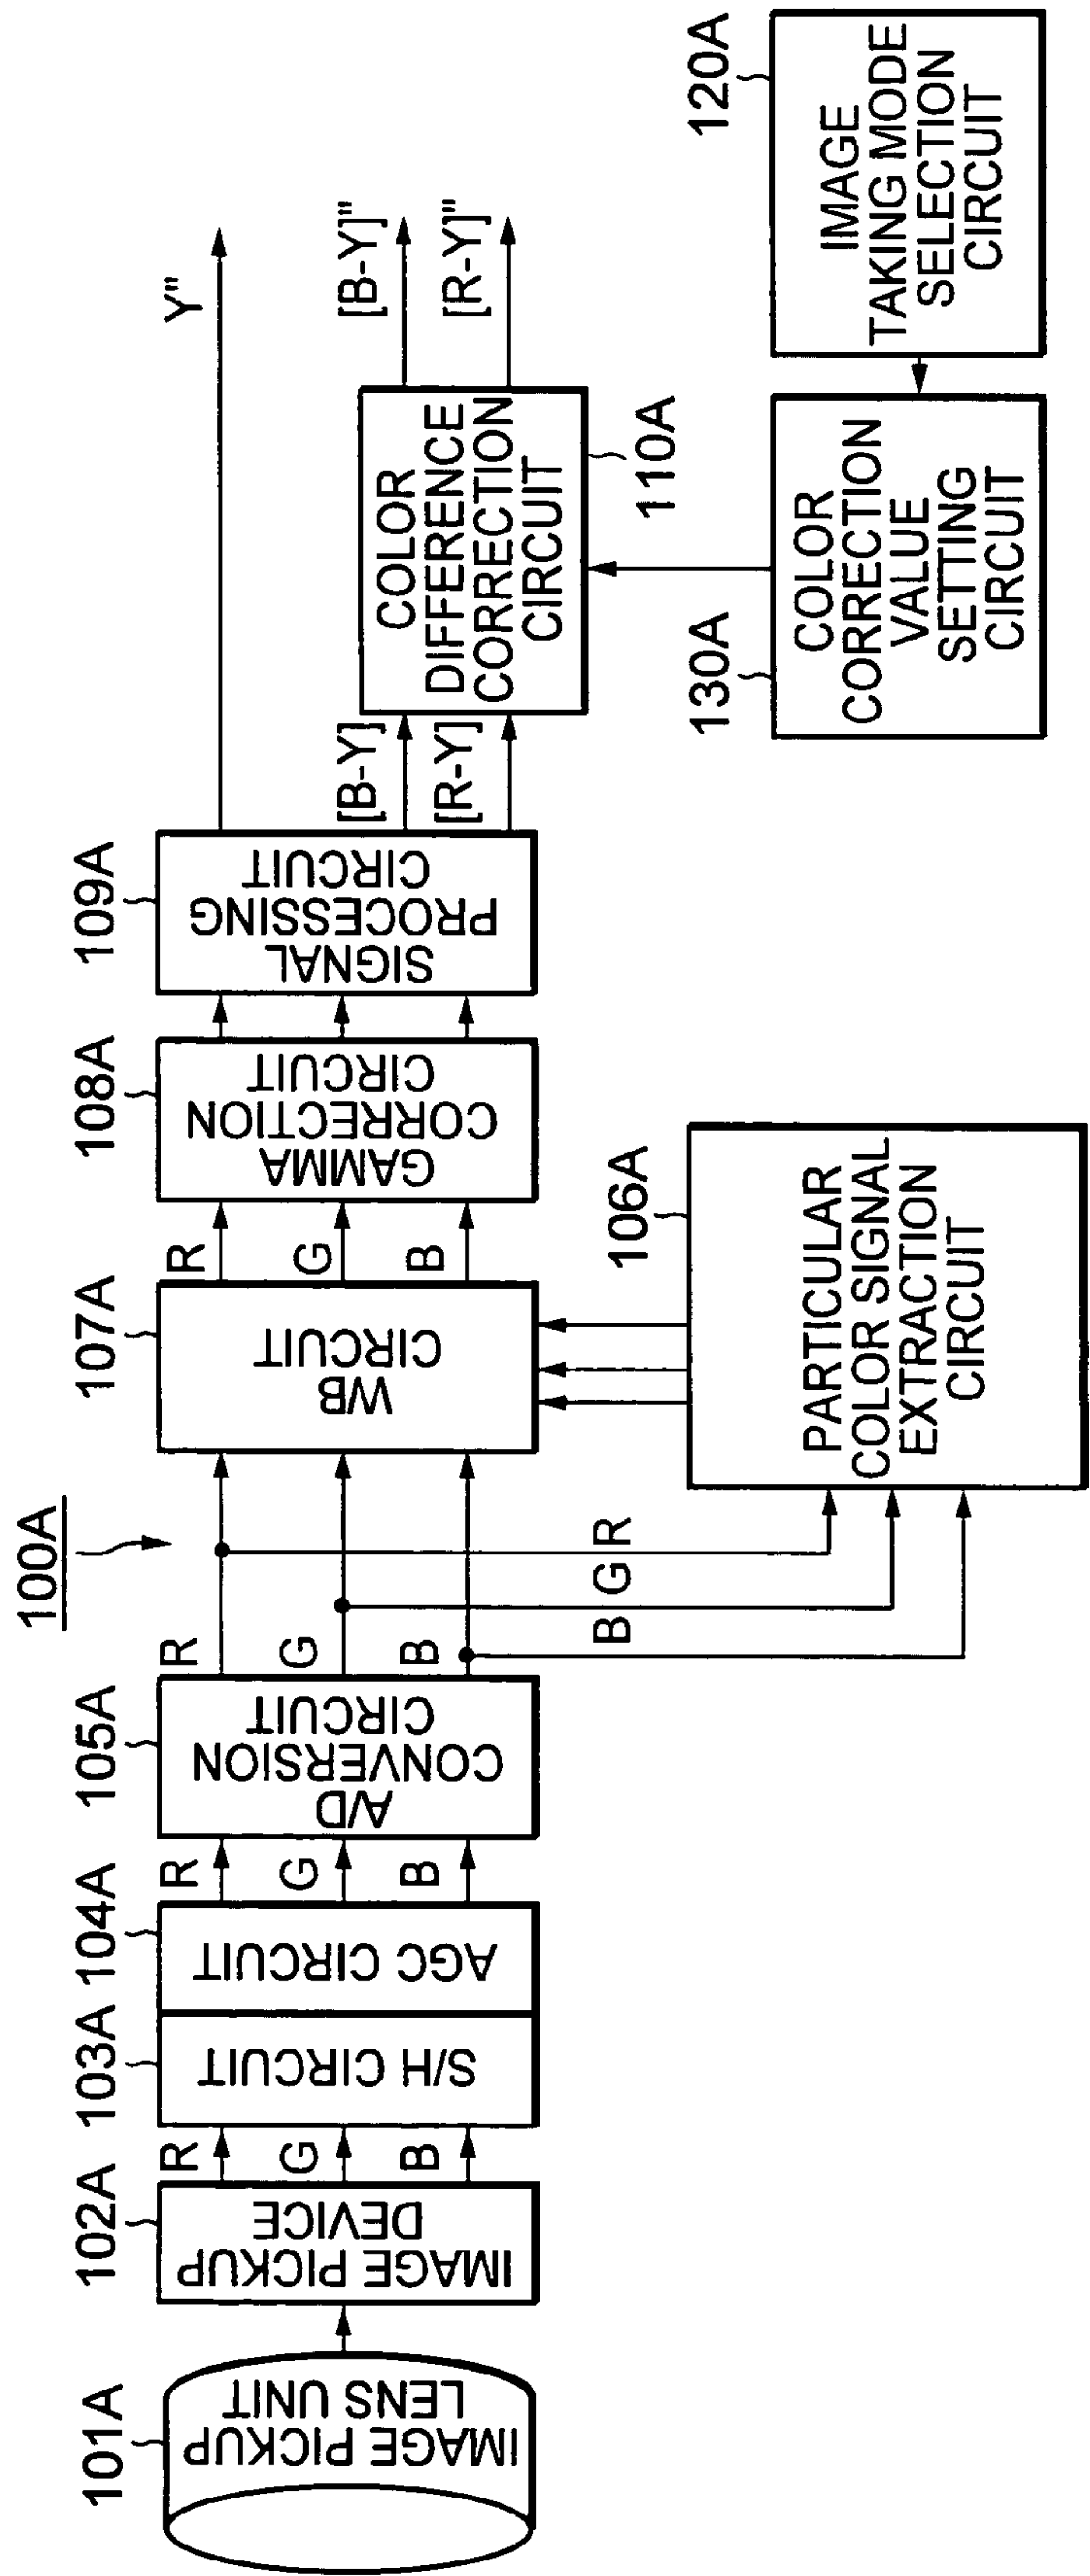 100A
101A
IMAGE PICKUP
LENS UNIT
102A
IMAGE PICKUP
DEVICE
R
G
B
103A
S/H CIRCUIT
104A
AGC CIRCUIT
R
G
B
105A
A/D
CONVERSION
CIRCUIT
R
G
B
B
G
R
106A
PARTICULAR
COLOR SIGNAL
EXTRACTION
CIRCUIT
107A
WB
CIRCUIT
R
G
B
108A
GAMMA
CORRECTION
CIRCUIT
109A
SIGNAL
PROCESSING
CIRCUIT
Y"
[B-Y]
[R-Y]
COLOR
DIFFERENCE
CORRECTION
CIRCUIT
110A
[B-Y]"
[R-Y]"
130A
COLOR
CORRECTION
VALUE
SETTING
CIRCUIT
120A
IMAGE
TAKING MODE
SELECTION
CIRCUIT